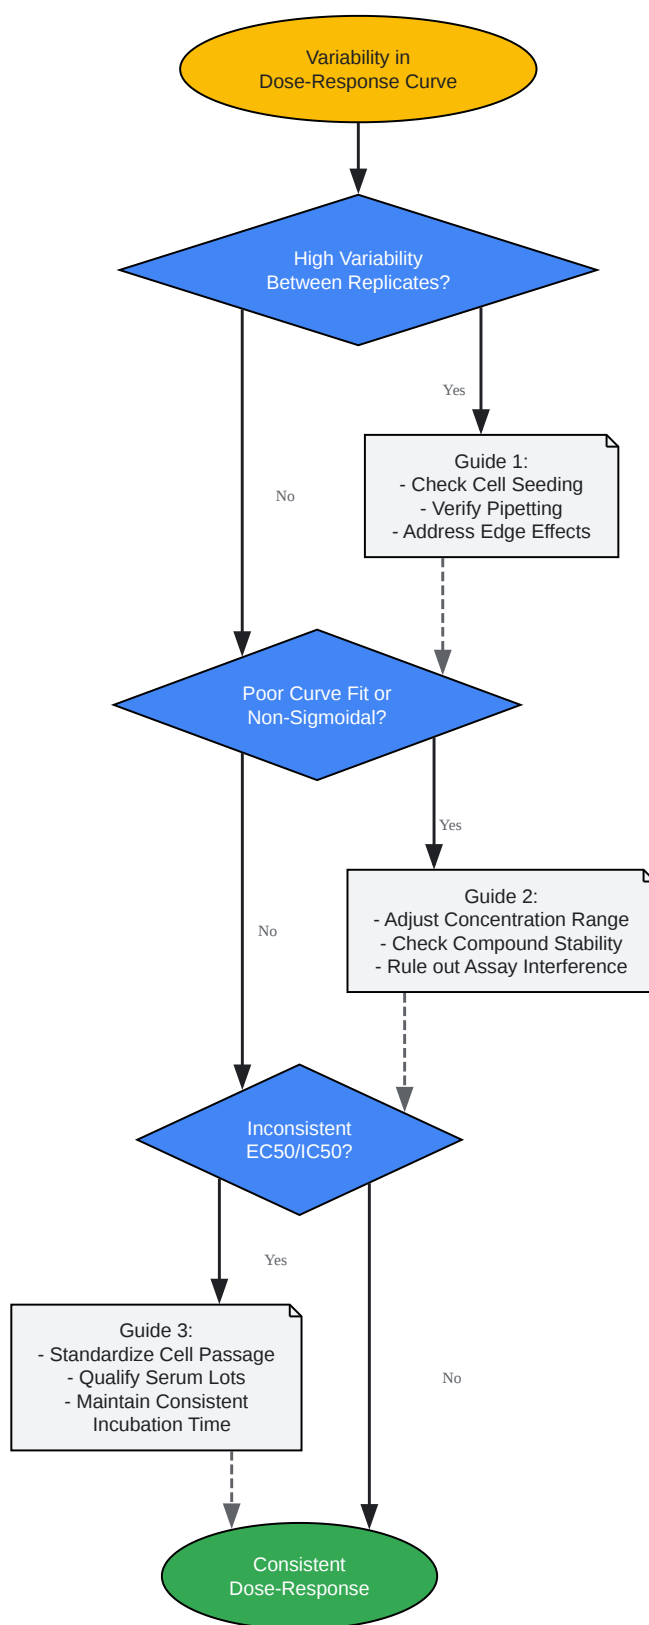 Variability in
Dose-Response Curve
High Variability
Between Replicates?
Yes
Guide 1:
- Check Cell Seeding
- Verify Pipetting
- Address Edge Effects
No
Poor Curve Fit or
Non-Sigmoidal?
Yes
Guide 2:
- Adjust Concentration Range
- Check Compound Stability
- Rule out Assay Interference
No
Inconsistent
EC50/IC50?
Yes
Guide 3:
- Standardize Cell Passage
- Qualify Serum Lots
- Maintain Consistent
Incubation Time
No
Consistent
Dose-Response